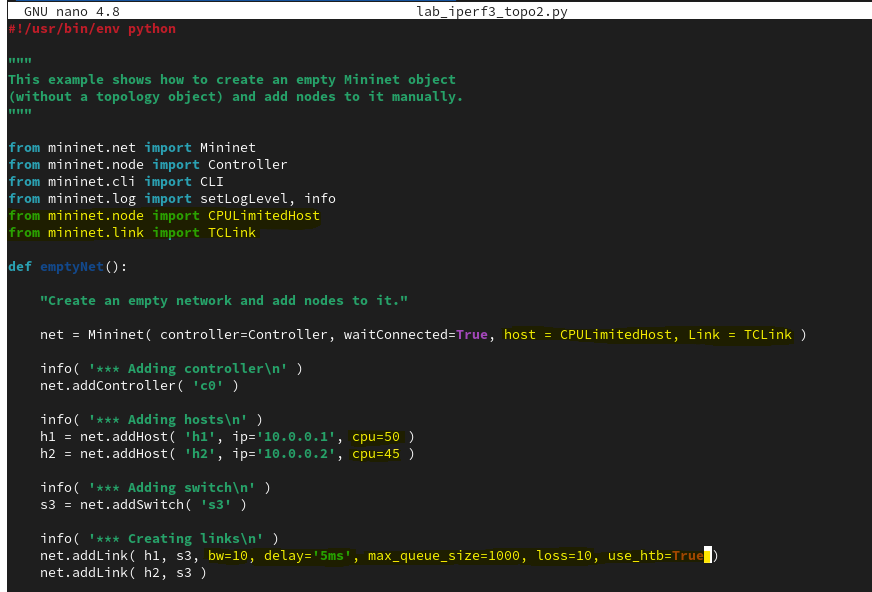 GNU nano 4.8 lab_iperf3_topo2.py
#!/usr/bin/env python
"""
This example shows how to create an empty Mininet object
(without a topology object) and add nodes to it manually.
"""
from mininet.net import Mininet
from mininet.node import Controller
from mininet.cli import CLI
from mininet.log import setLogLevel, info
from mininet.node import CPULimitedHost
from mininet.link import TCLink
def emptyNet():
"Create an empty network and add nodes to it."
net = Mininet( controller=Controller, waitConnected=True, host = CPULimitedHost, Link = TCLink )
info( '*** Adding controller\n' )
net.addController( 'c0' )
info( '*** Adding hosts\n' )
h1 = net.addHost( 'h1', ip='10.0.0.1', cpu=50 )
h2 = net.addHost( 'h2', ip='10.0.0.2', cpu=45 )
info( '*** Adding switch\n' )
s3 = net.addSwitch( 's3' )
info( '*** Creating links\n' )
net.addLink( h1, s3, bw=10, delay='5ms', max_queue_size=1000, loss=10, use_htb=True )
net.addLink( h2, s3 )